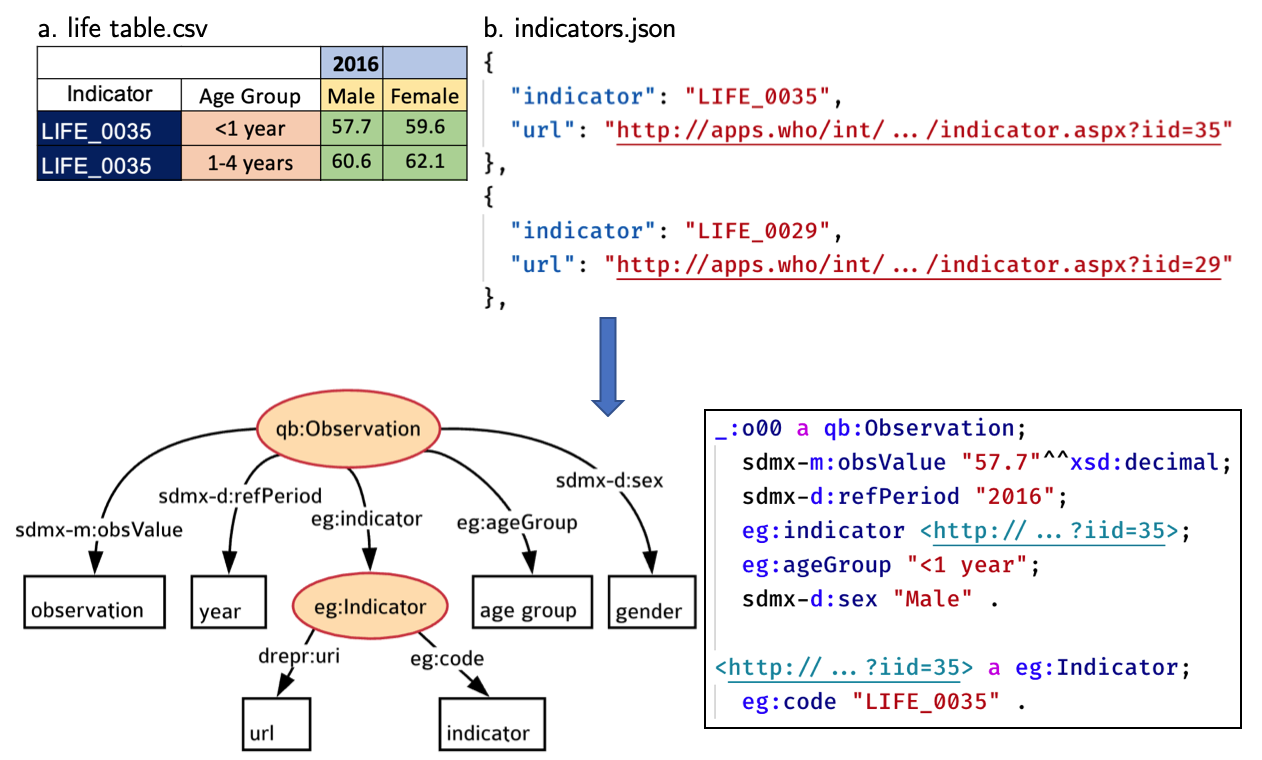 a. life table.csv
2016
Indicator Age Group Male Female
LIFE_0035 <1 year 57.7 59.6
LIFE_0035 1-4 years 60.6 62.1
b. indicators.json
{
"indicator": "LIFE_0035",
"url": "http://apps.who/int/ ... /indicator.aspx?iid=35"
},
{
"indicator": "LIFE_0029",
"url": "http://apps.who/int/ ... /indicator.aspx?iid=29"
},
qb:Observation
sdmx-d:sex
sdmx-d:refPeriod
eg:indicator
eg:ageGroup
sdmx-m:obsValue
observation
year
eg:Indicator
age group
gender
drepr:uri
eg:code
url
indicator
_:o00 a qb:Observation;
sdmx-m:obsValue "57.7"^^xsd:decimal;
sdmx-d:refPeriod "2016";
eg:indicator <http:// ... ?iid=35>;
eg:ageGroup "<1 year";
sdmx-d:sex "Male" .
<http:// ... ?iid=35> a eg:Indicator;
eg:code "LIFE_0035" .